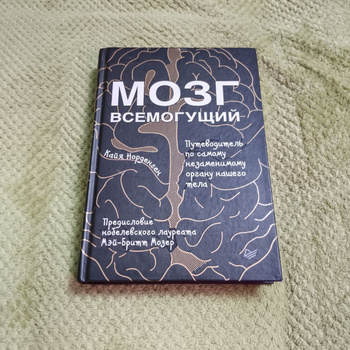 МОЗГ
ВСЕМОГУЩИЙ
Кайя Норденген
Путеводитель
по самому
незаменимому
органу нашего
тела
Предисловие
нобелевского лауреата
Мэй-Бритт Мозер